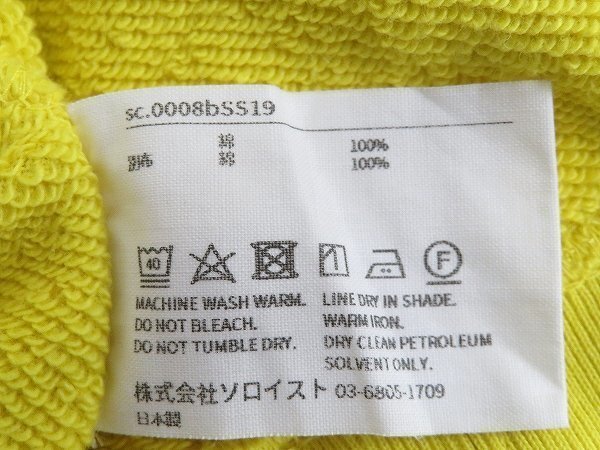 sc.0008bSS19
綿 100%
別布 綿 100%
40
MACHINE WASH WARM.
DO NOT BLEACH.
DO NOT TUMBLE DRY.
LINE DRY IN SHADE.
WARM IRON.
DRY CLEAN PETROLEUM
SOLVENT ONLY.
F
株式会社ソロイスト 03-6805-1709
日本製